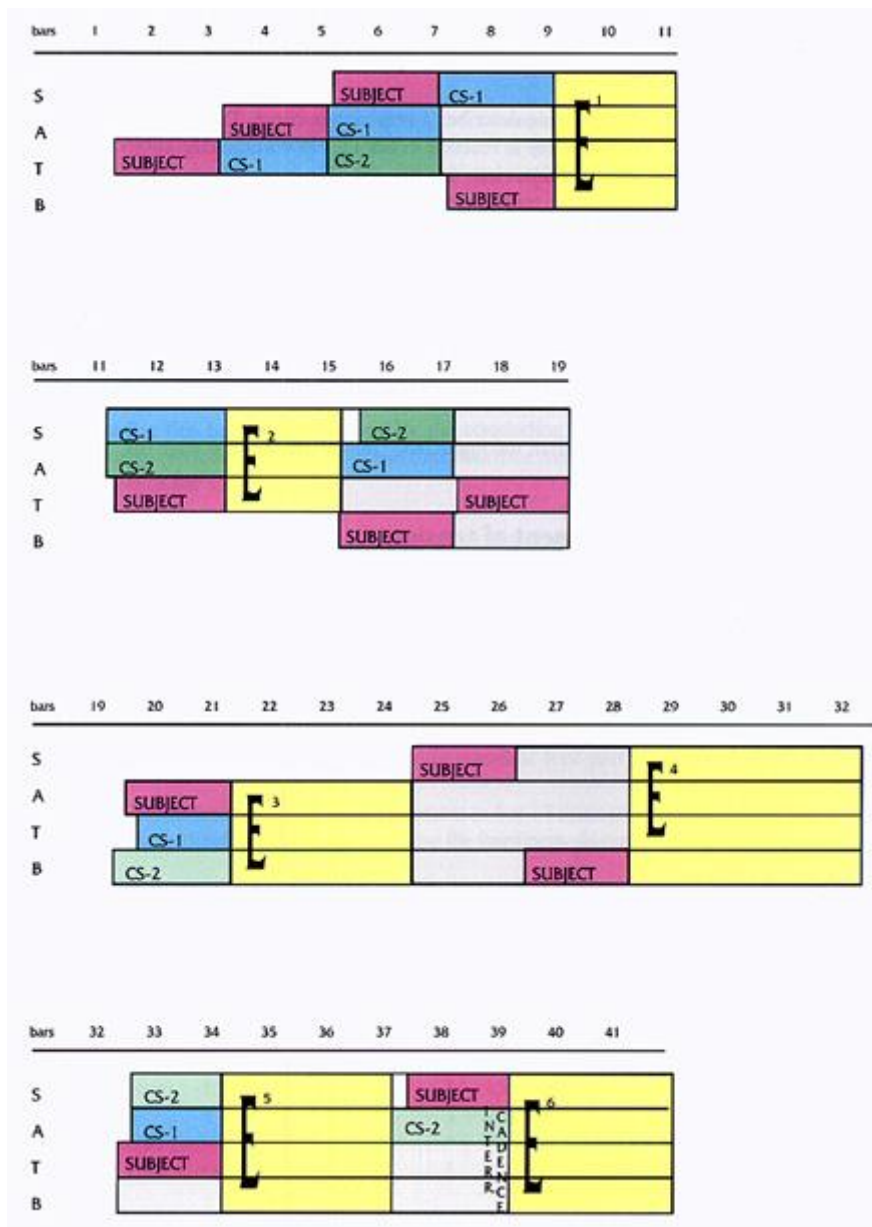 bars 1 2 3 4 5 6 7 8 9 10 11
S SUBJECT CS-1 E 1
A SUBJECT CS-1
T SUBJECT CS-1 CS-2
B SUBJECT
bars 11 12 13 14 15 16 17 18 19
S CS-1 E 2 CS-2
A CS-2 CS-1
T SUBJECT SUBJECT
B SUBJECT
bars 19 20 21 22 23 24 25 26 27 28 29 30 31 32
S SUBJECT E 4
A SUBJECT E 3
T CS-1
B CS-2 SUBJECT
bars 32 33 34 35 36 37 38 39 40 41
S CS-2 E 5 SUBJECT E 6
A CS-1 CS-2
T SUBJECT
B
INTERR
CADENCE